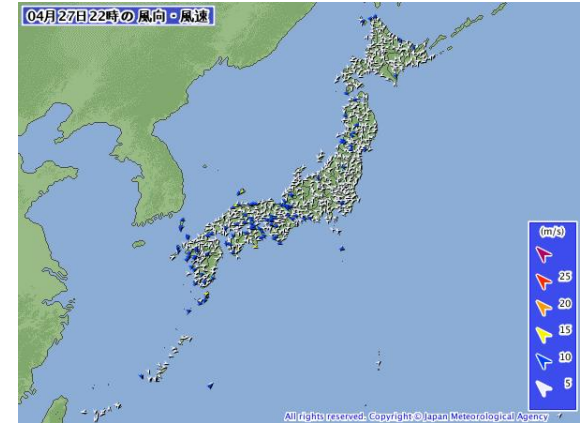 04月27日22時の 風向・風速
(m/s)
25
20
15
10
5
All rights reserved. Copyright © Japan Meteorological Agency